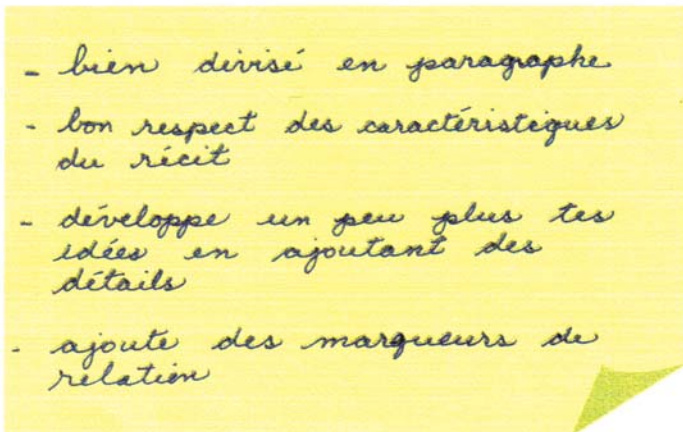 - bien divisé en paragraphe
- bon respect des caractéristiques
du récit
- développe un peu plus tes
idées en ajoutant des
détails
- ajoute des marqueurs de
relation